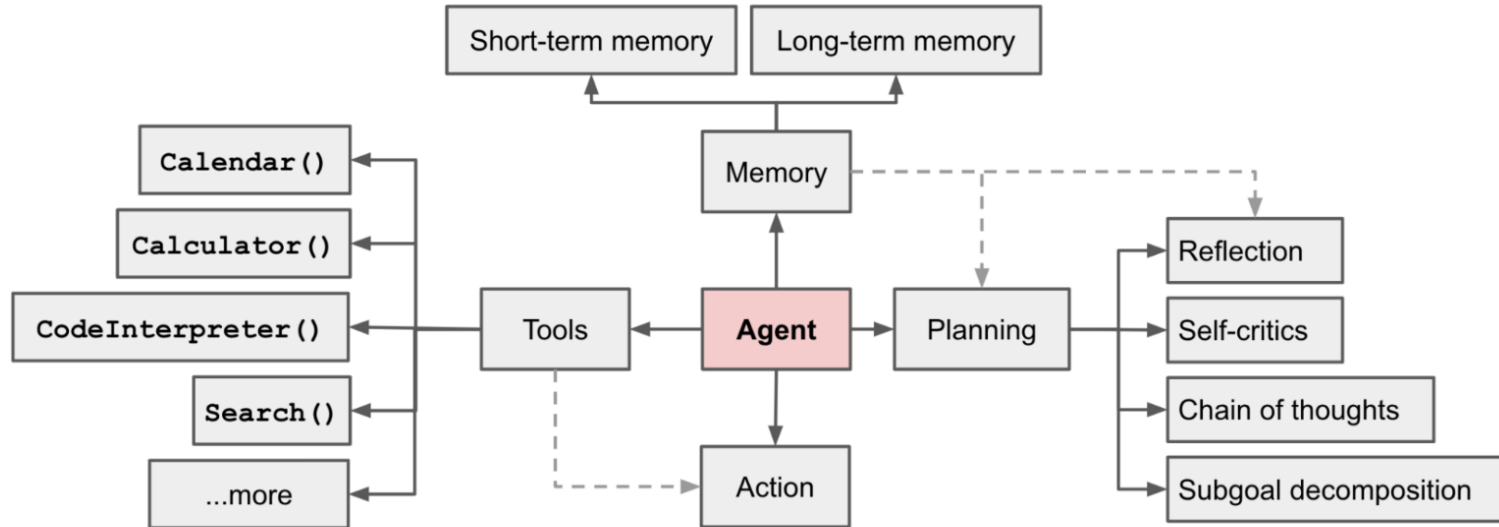 Short-term memory
Long-term memory
Calendar()
Memory
Calculator()
Reflection
CodeInterpreter()
Tools
Agent
Planning
Self-critics
Search()
Chain of thoughts
...more
Action
Subgoal decomposition